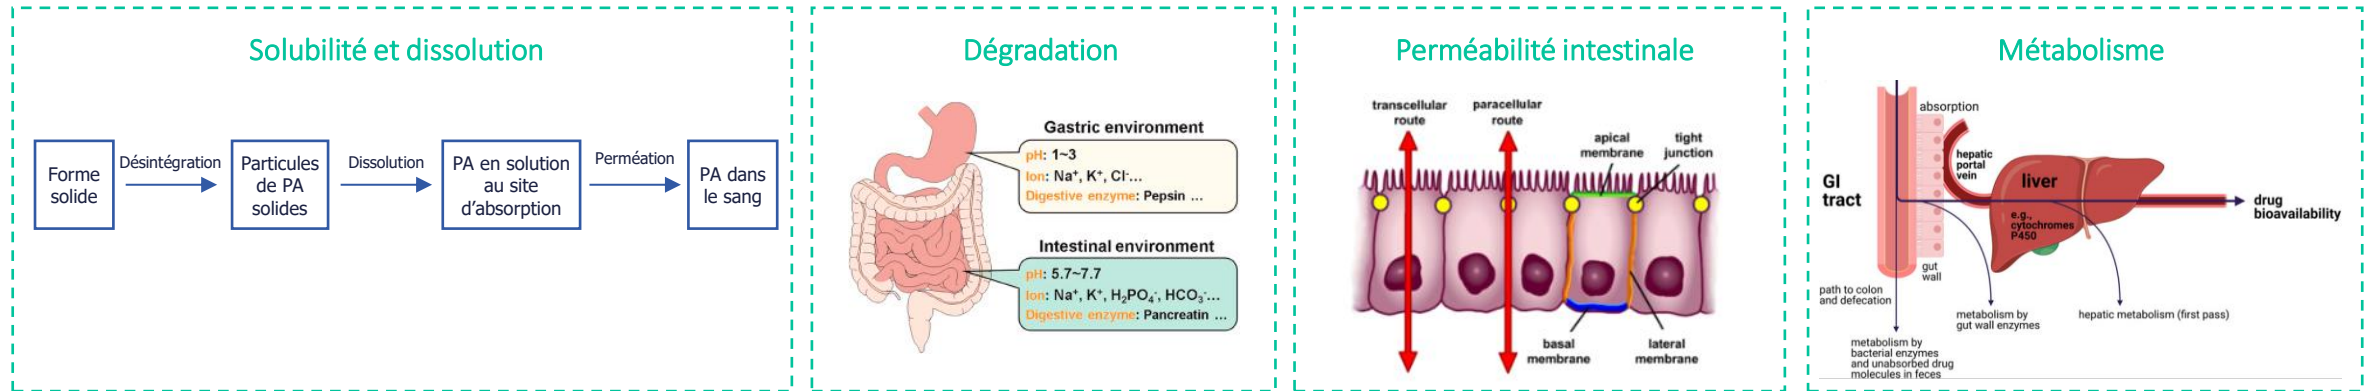 Solubilité et dissolution
Forme
solide
Désintégration
Particules
de PA
solides
Dissolution
PA en solution
au site
d'absorption
Perméation
PA dans
le sang
Dégradation
Gastric environment
pH: 1~3
Ion: Na⁺, K⁺, Cl⁻...
Digestive enzyme: Pepsin ...
Intestinal environment
pH: 5.7~7.7
Ion: Na⁺, K⁺, H₂PO₄⁻, HCO₃⁻...
Digestive enzyme: Pancreatin ...
Perméabilité intestinale
transcellular
route
paracellular
route
apical
membrane
tight
junction
basal
membrane
lateral
membrane
Métabolisme
absorption
hepatic
portal
vein
liver
GI
tract
e.g.,
cytochromes
P450
drug
bioavailability
gut
wall
path to colon
and defecation
metabolism by
gut wall enzymes
hepatic metabolism (first pass)
metabolism by
bacterial enzymes
and unabsorbed drug
molecules in feces